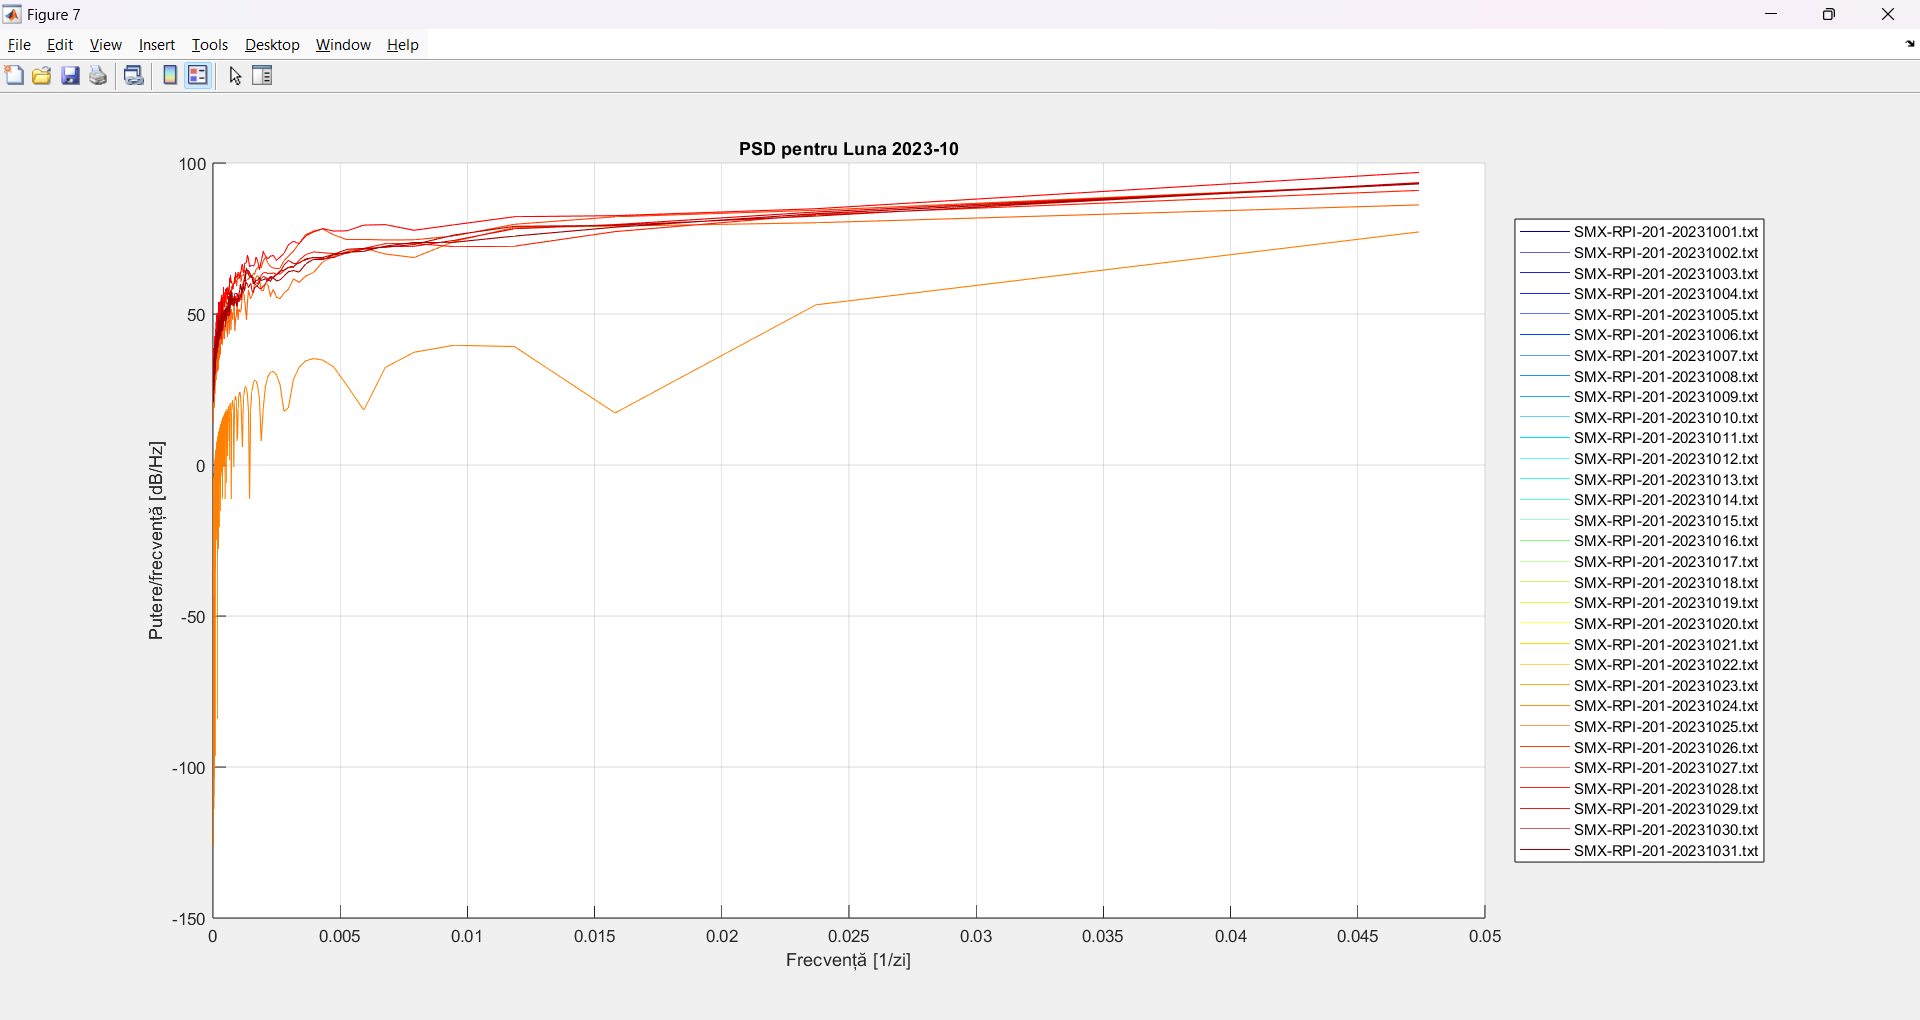 Figure 7
File Edit View Insert Tools Desktop Window Help
PSD pentru Luna 2023-10
100
50
0
-50
-100
-150
Putere/frecvență [dB/Hz]
0 0.005 0.01 0.015 0.02 0.025 0.03 0.035 0.04 0.045 0.05
Frecvență [1/zi]
SMX-RPI-201-20231001.txt
SMX-RPI-201-20231002.txt
SMX-RPI-201-20231003.txt
SMX-RPI-201-20231004.txt
SMX-RPI-201-20231005.txt
SMX-RPI-201-20231006.txt
SMX-RPI-201-20231007.txt
SMX-RPI-201-20231008.txt
SMX-RPI-201-20231009.txt
SMX-RPI-201-20231010.txt
SMX-RPI-201-20231011.txt
SMX-RPI-201-20231012.txt
SMX-RPI-201-20231013.txt
SMX-RPI-201-20231014.txt
SMX-RPI-201-20231015.txt
SMX-RPI-201-20231016.txt
SMX-RPI-201-20231017.txt
SMX-RPI-201-20231018.txt
SMX-RPI-201-20231019.txt
SMX-RPI-201-20231020.txt
SMX-RPI-201-20231021.txt
SMX-RPI-201-20231022.txt
SMX-RPI-201-20231023.txt
SMX-RPI-201-20231024.txt
SMX-RPI-201-20231025.txt
SMX-RPI-201-20231026.txt
SMX-RPI-201-20231027.txt
SMX-RPI-201-20231028.txt
SMX-RPI-201-20231029.txt
SMX-RPI-201-20231030.txt
SMX-RPI-201-20231031.txt